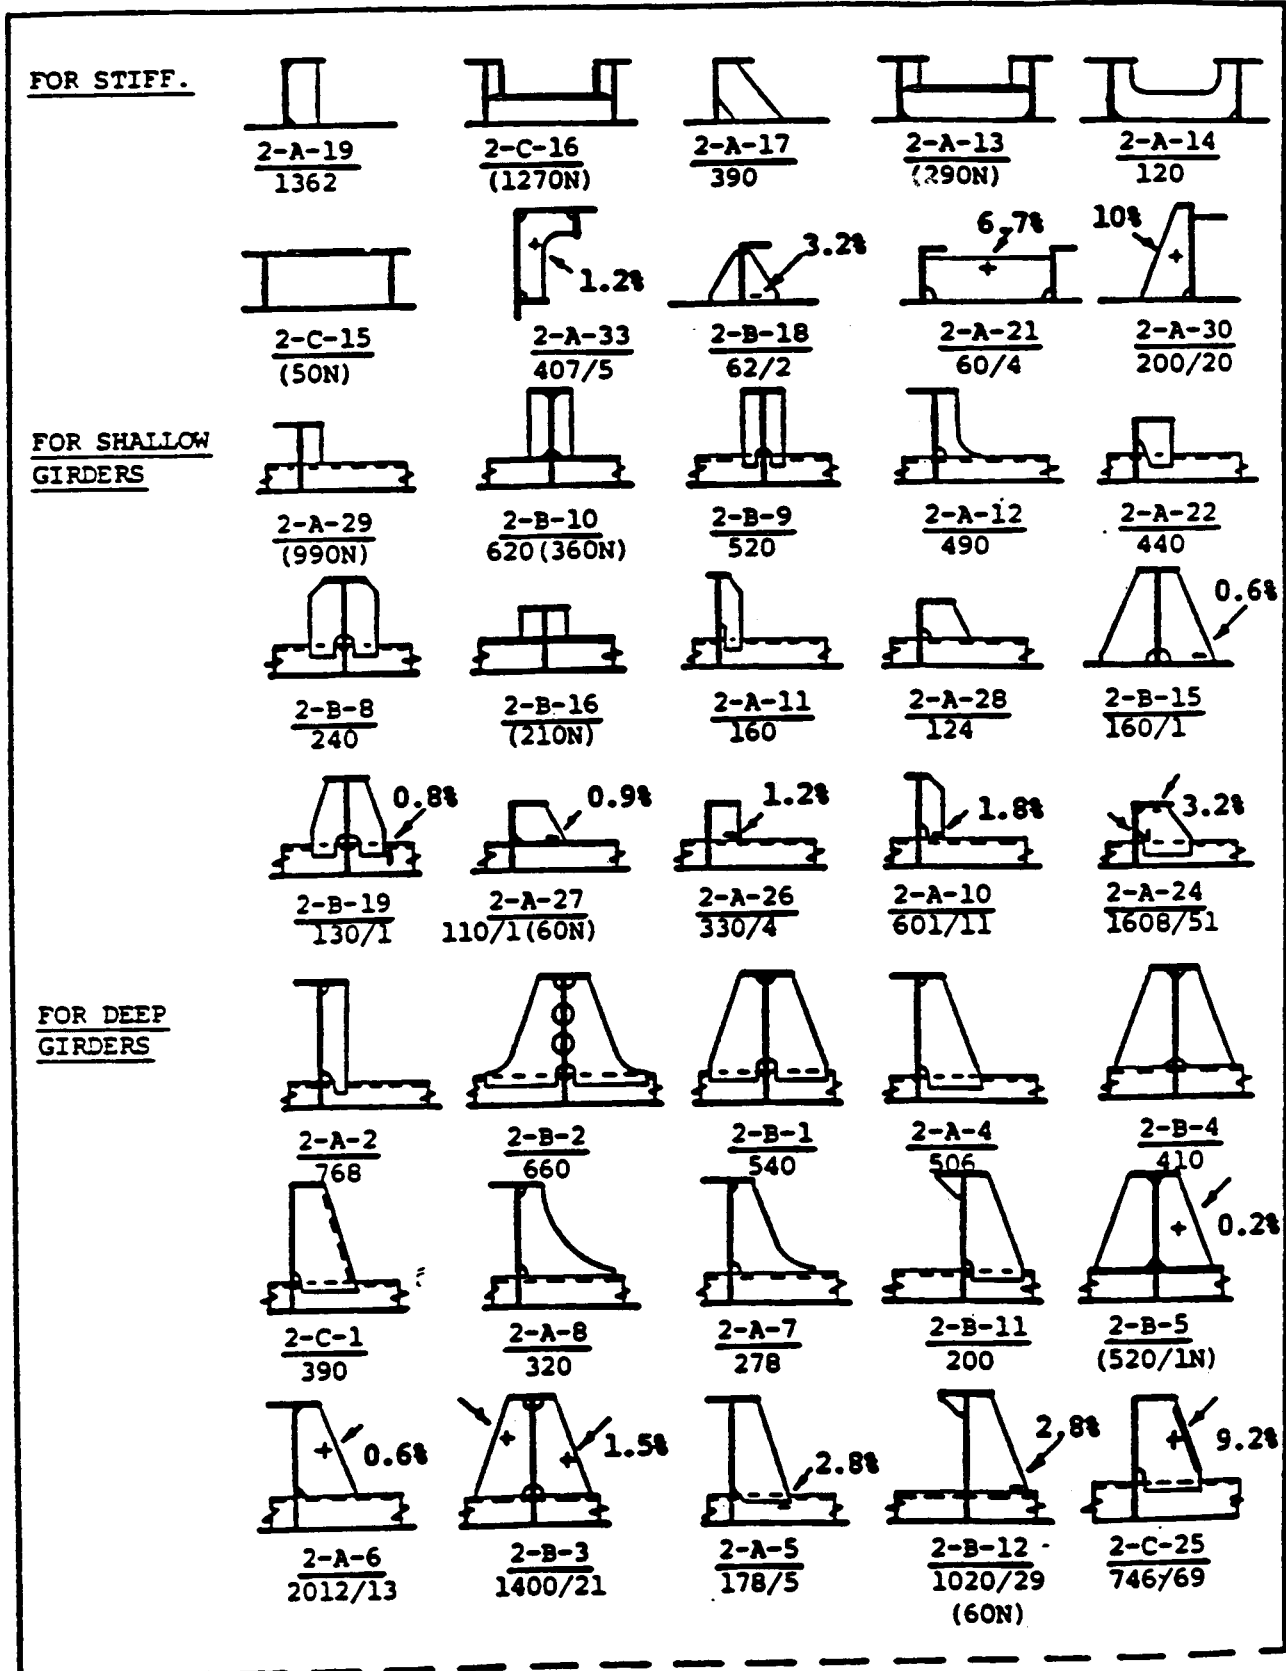 FOR STIFF.
2-A-19 2-C-16 2-A-17 2-A-13 2-A-14
1362 (1270N) 390 (290N) 120
1.2% 3.2% 6.7% 10%
2-C-15 2-A-33 2-B-18 2-A-21 2-A-30
(50N) 407/5 62/2 60/4 200/20
FOR SHALLOW
GIRDERS
2-A-29 2-B-10 2-B-9 2-A-12 2-A-22
(990N) 620(360N) 520 490 440
0.6%
2-B-8 2-B-16 2-A-11 2-A-28 2-B-15
240 (210N) 160 124 160/1
0.8% 0.9% 1.2% 1.8% 3.2%
2-B-19 2-A-27 2-A-26 2-A-10 2-A-24
130/1 110/1(60N) 330/4 601/11 1608/51
FOR DEEP
GIRDERS
2-A-2 2-B-2 2-B-1 2-A-4 2-B-4
768 660 540 506 410
0.2%
2-C-1 2-A-8 2-A-7 2-B-11 2-B-5
390 320 278 200 (520/1N)
0.6% 1.5% 2.8% 2.8% 9.2%
2-A-6 2-B-3 2-A-5 2-B-12 2-C-25
2012/13 1400/21 178/5 1020/29 746/69
(60N)